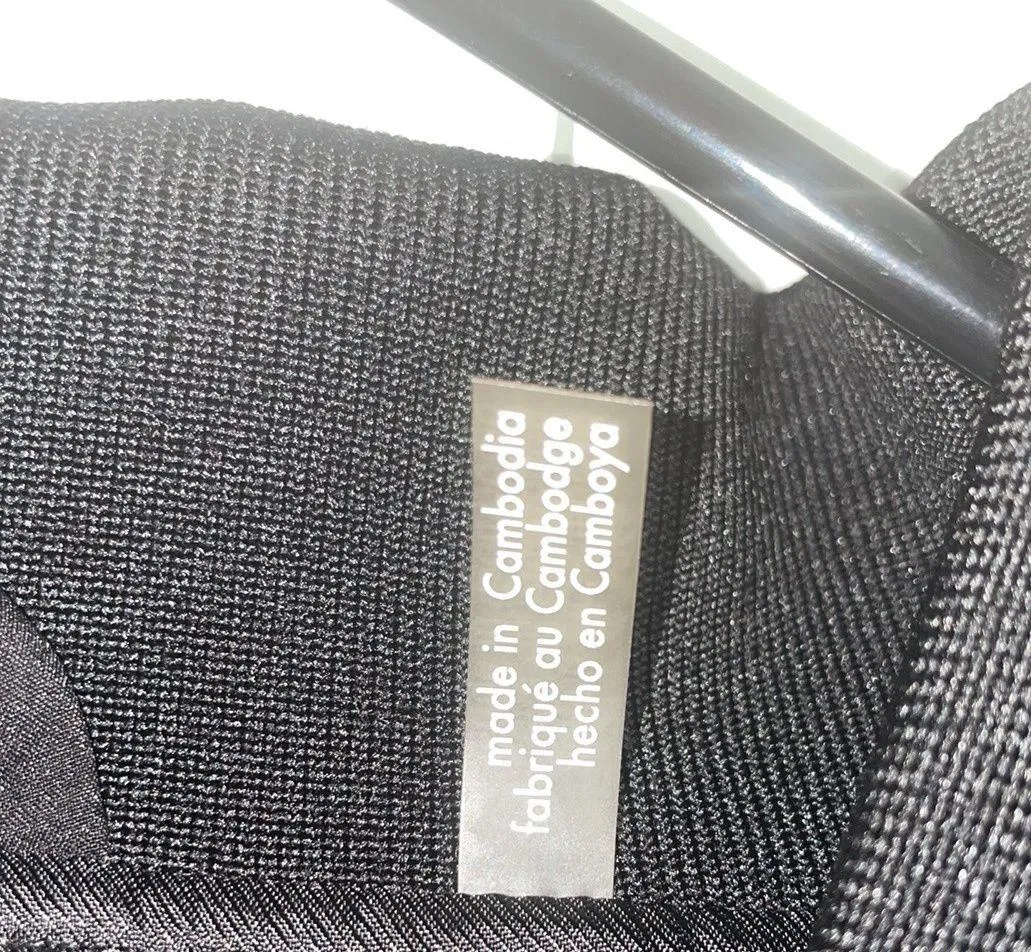 made in Cambodia
fabriqué au Cambodge
hecho en Camboya